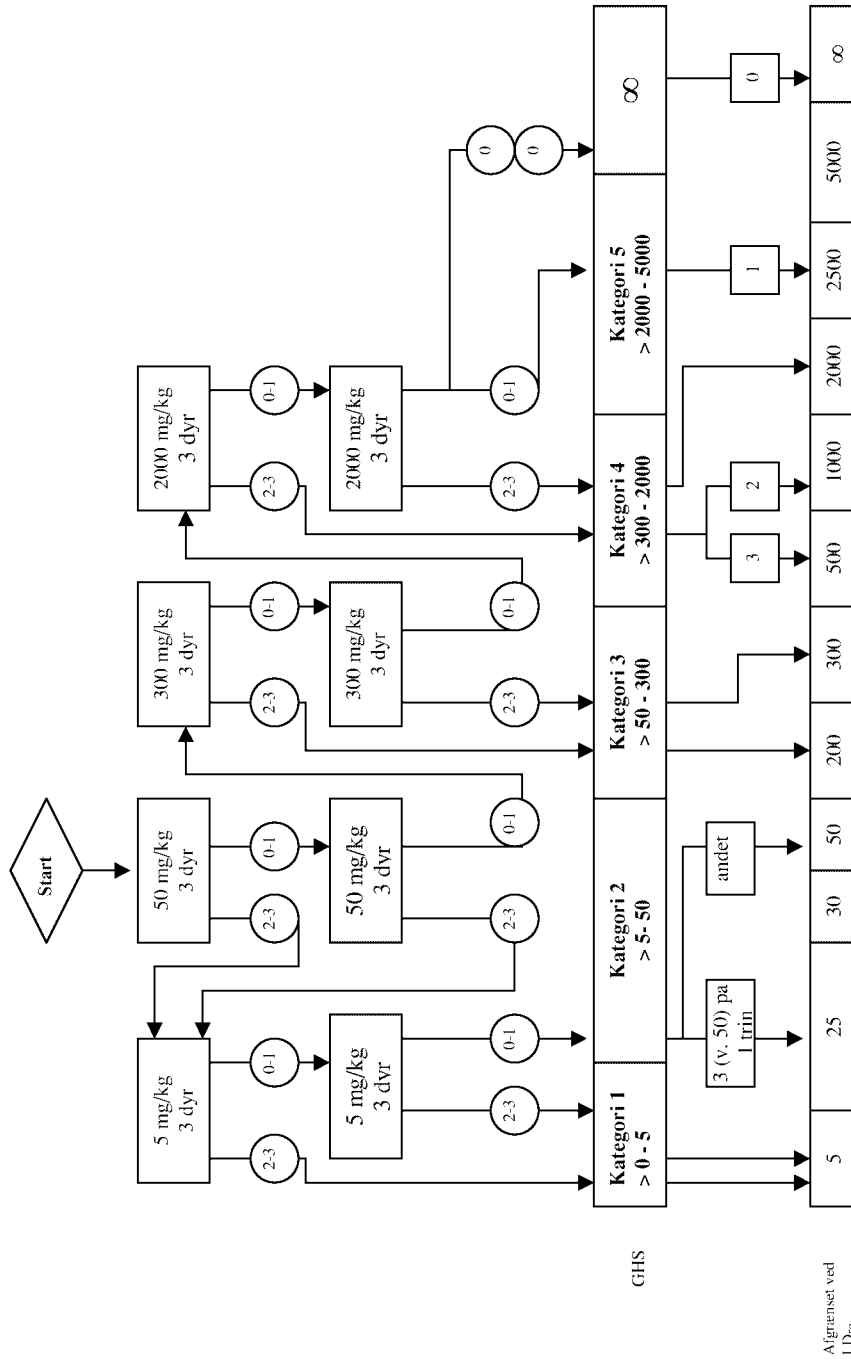 Start
5 mg/kg
3 dyr
50 mg/kg
3 dyr
300 mg/kg
3 dyr
2000 mg/kg
3 dyr
2-3
0-1
2-3
0-1
2-3
0-1
2-3
0-1
5 mg/kg
3 dvr
50 mg/kg
3 dvr
300 mg/kg
3 dyr
2000 mg/kg
3 dyr
2-3
0-1
2-3
0-1
2-3
0-1
2-3
0-1
0
0
GHS
Kategori 1
> 0 - 5
Kategori 2
> 5- 50
Kategori 3
> 50 - 300
Kategori 4
> 300 - 2000
Kategori 5
> 2000 - 5000
∞
3 (v. 50) pa
1 trin
andet
3
2
1
0
Afgrænset ved
5
25
30
50
200
300
500
1000
2000
2500
5000
∞